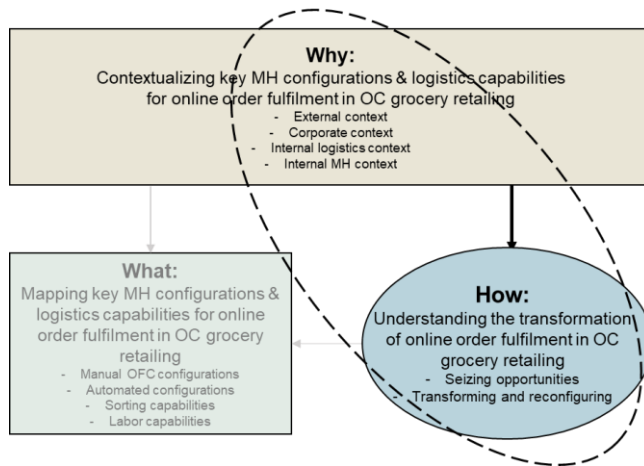 Why:
Contextualizing key MH configurations & logistics capabilities
for online order fulfilment in OC grocery retailing
- External context
- Corporate context
- Internal logistics context
- Internal MH context
What:
Mapping key MH configurations &
logistics capabilities for online
order fulfilment in OC grocery
retailing
- Manual OFC configurations
- Automated configurations
- Sorting capabilities
- Labor capabilities
How:
Understanding the transformation
of online order fulfilment in OC
grocery retailing
- Seizing opportunities
- Transforming and reconfiguring